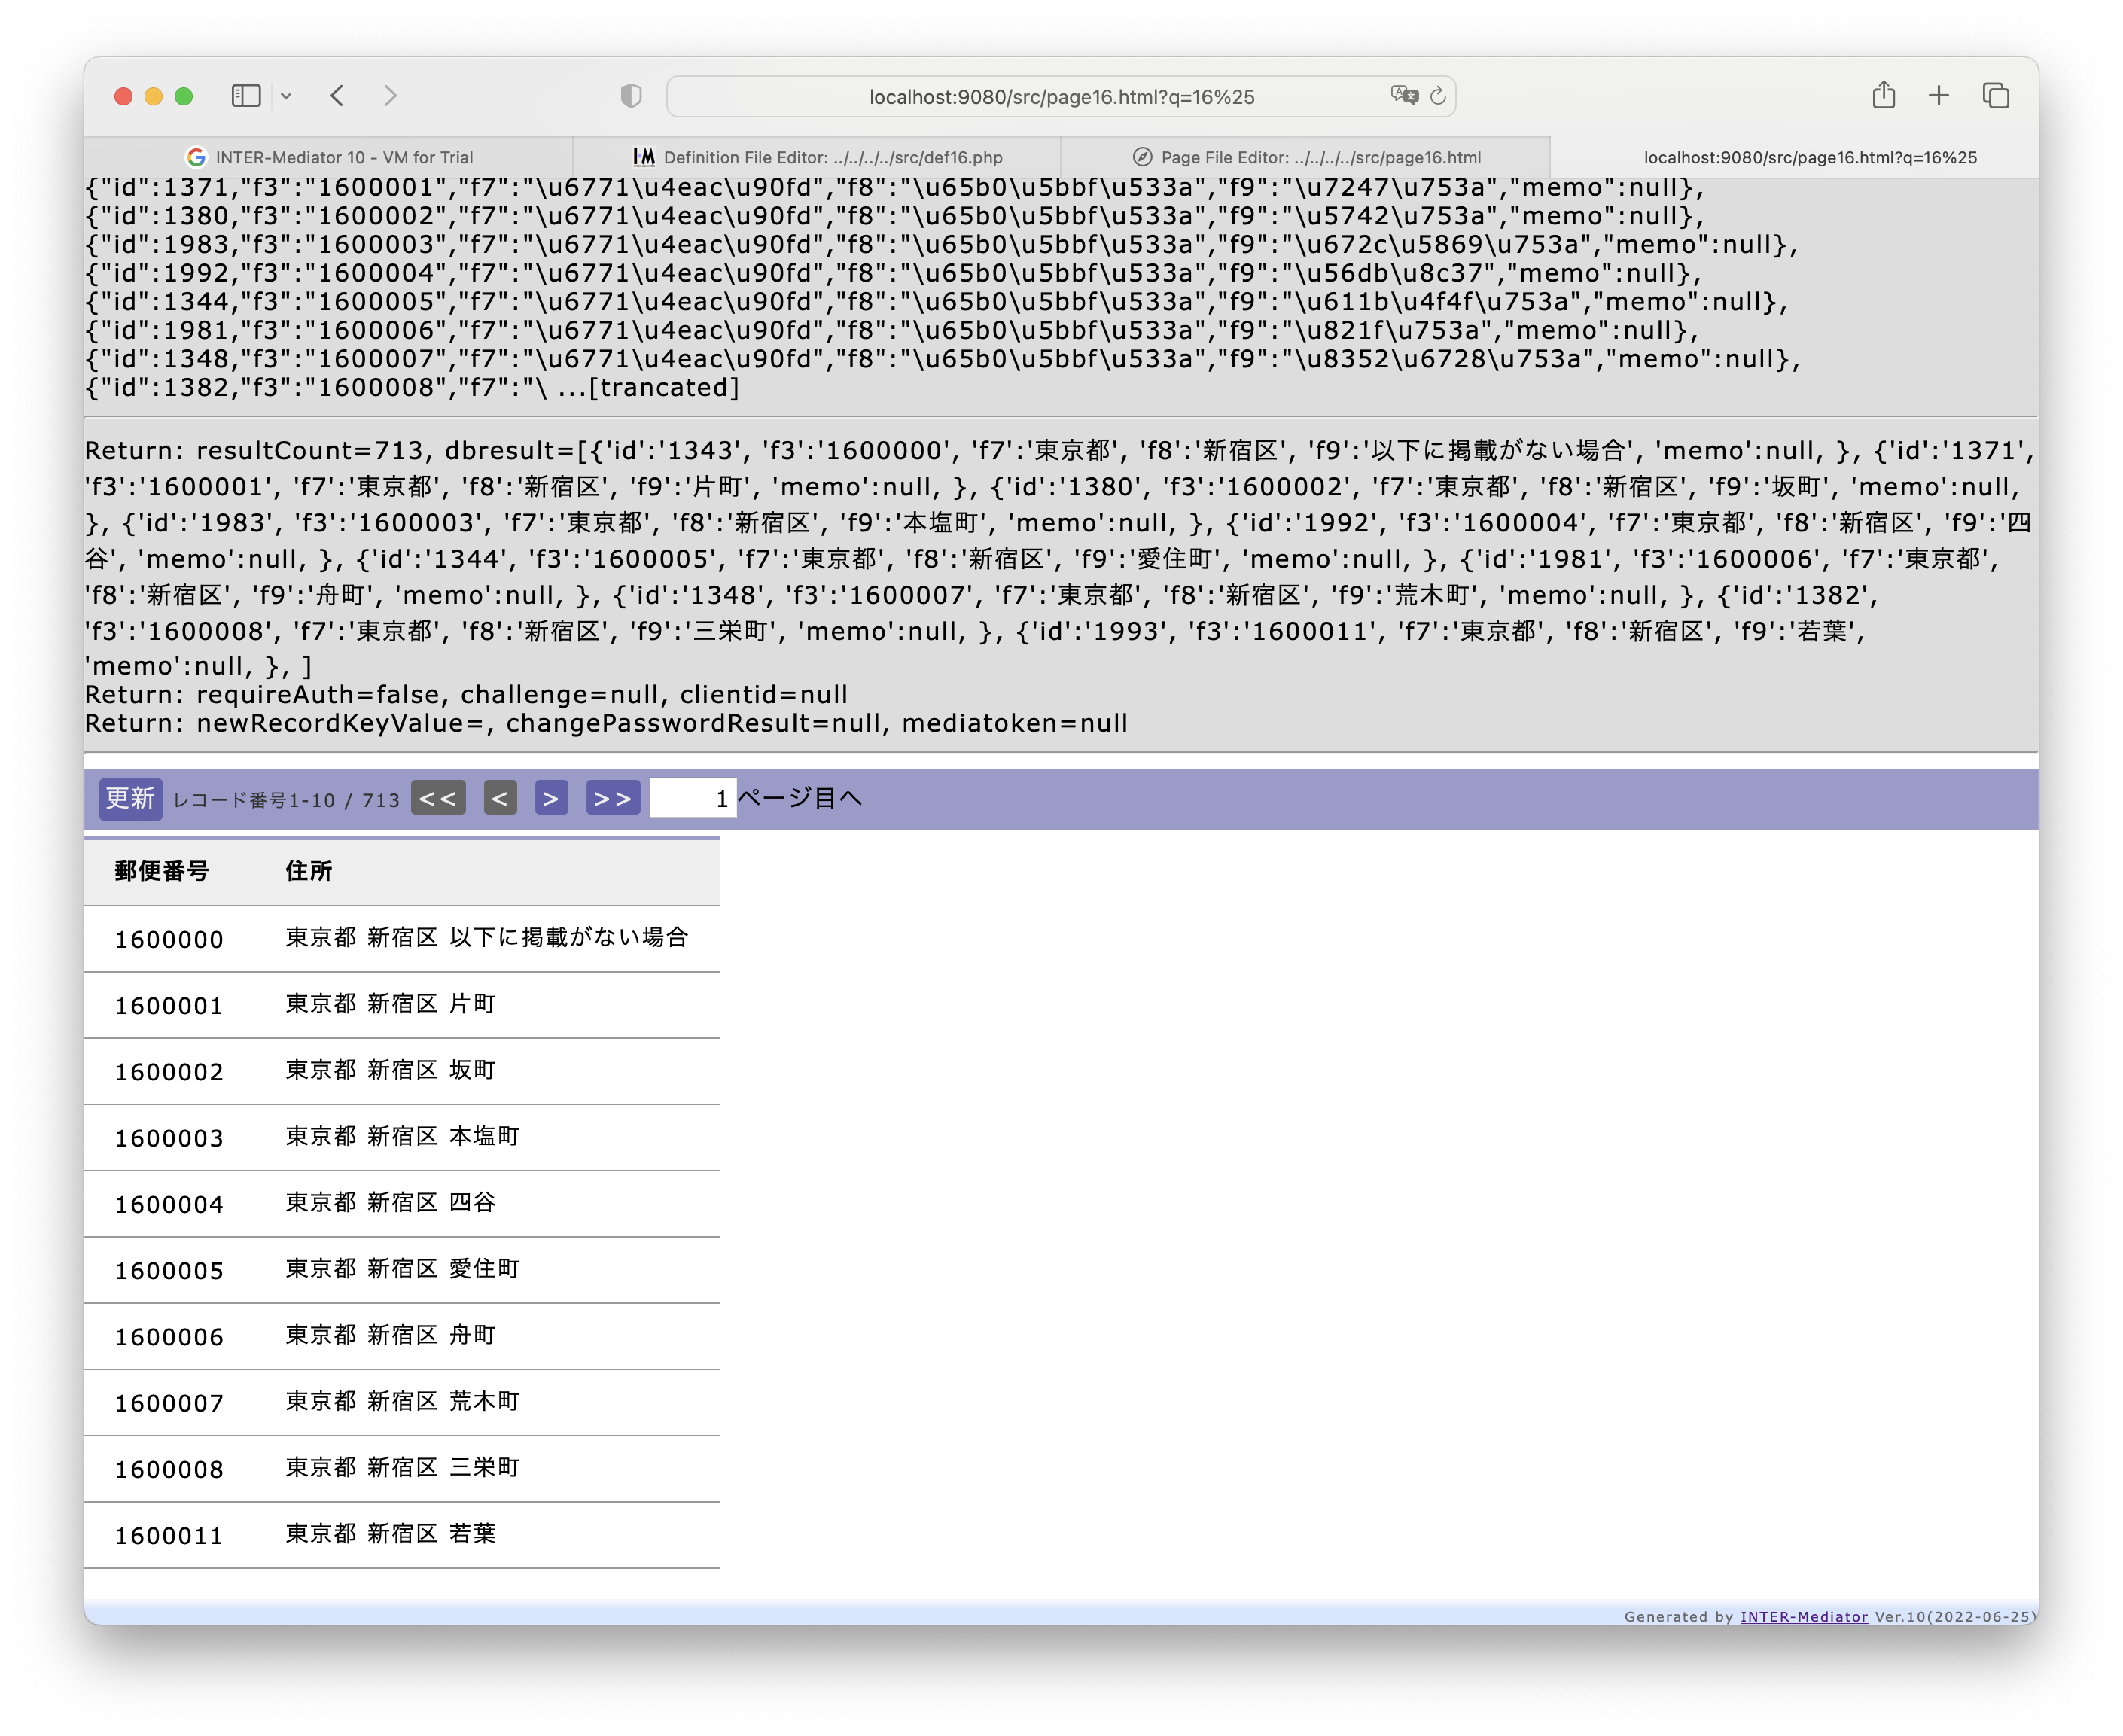 localhost:9080/src/page16.html?q=16%25
INTER-Mediator 10 - VM for Trial
Definition File Editor: ../../../../src/def16.php
Page File Editor: ../../../../src/page16.html
localhost:9080/src/page16.html?q=16%25
{"id":1371,"f3":"1600001","f7":"\u6771\u4eac\u90fd","f8":"\u65b0\u5bbf\u533a","f9":"\u7247\u753a","memo":null},
{"id":1380,"f3":"1600002","f7":"\u6771\u4eac\u90fd","f8":"\u65b0\u5bbf\u533a","f9":"\u5742\u753a","memo":null},
{"id":1983,"f3":"1600003","f7":"\u6771\u4eac\u90fd","f8":"\u65b0\u5bbf\u533a","f9":"\u672c\u5869\u753a","memo":null},
{"id":1992,"f3":"1600004","f7":"\u6771\u4eac\u90fd","f8":"\u65b0\u5bbf\u533a","f9":"\u56db\u8c37","memo":null},
{"id":1344,"f3":"1600005","f7":"\u6771\u4eac\u90fd","f8":"\u65b0\u5bbf\u533a","f9":"\u611b\u4f4f\u753a","memo":null},
{"id":1981,"f3":"1600006","f7":"\u6771\u4eac\u90fd","f8":"\u65b0\u5bbf\u533a","f9":"\u821f\u753a","memo":null},
{"id":1348,"f3":"1600007","f7":"\u6771\u4eac\u90fd","f8":"\u65b0\u5bbf\u533a","f9":"\u8352\u6728\u753a","memo":null},
{"id":1382,"f3":"1600008","f7":"\ ...[trancated]
Return: resultCount=713, dbresult=[{'id':'1343', 'f3':'1600000', 'f7':'東京都', 'f8':'新宿区', 'f9':'以下に掲載がない場合', 'memo':null, }, {'id':'1371',
'f3':'1600001', 'f7':'東京都', 'f8':'新宿区', 'f9':'片町', 'memo':null, }, {'id':'1380', 'f3':'1600002', 'f7':'東京都', 'f8':'新宿区', 'f9':'坂町', 'memo':null,
}, {'id':'1983', 'f3':'1600003', 'f7':'東京都', 'f8':'新宿区', 'f9':'本塩町', 'memo':null, }, {'id':'1992', 'f3':'1600004', 'f7':'東京都', 'f8':'新宿区', 'f9':'四
谷', 'memo':null, }, {'id':'1344', 'f3':'1600005', 'f7':'東京都', 'f8':'新宿区', 'f9':'愛住町', 'memo':null, }, {'id':'1981', 'f3':'1600006', 'f7':'東京都',
'f8':'新宿区', 'f9':'舟町', 'memo':null, }, {'id':'1348', 'f3':'1600007', 'f7':'東京都', 'f8':'新宿区', 'f9':'荒木町', 'memo':null, }, {'id':'1382',
'f3':'1600008', 'f7':'東京都', 'f8':'新宿区', 'f9':'三栄町', 'memo':null, }, {'id':'1993', 'f3':'1600011', 'f7':'東京都', 'f8':'新宿区', 'f9':'若葉',
'memo':null, }, ]
Return: requireAuth=false, challenge=null, clientid=null
Return: newRecordKeyValue=, changePasswordResult=null, mediatoken=null
更新 レコード番号1-10 / 713 << < > >> 1 ページ目へ
郵便番号 住所
1600000 東京都 新宿区 以下に掲載がない場合
1600001 東京都 新宿区 片町
1600002 東京都 新宿区 坂町
1600003 東京都 新宿区 本塩町
1600004 東京都 新宿区 四谷
1600005 東京都 新宿区 愛住町
1600006 東京都 新宿区 舟町
1600007 東京都 新宿区 荒木町
1600008 東京都 新宿区 三栄町
1600011 東京都 新宿区 若葉
Generated by INTER-Mediator Ver.10(2022-06-25)